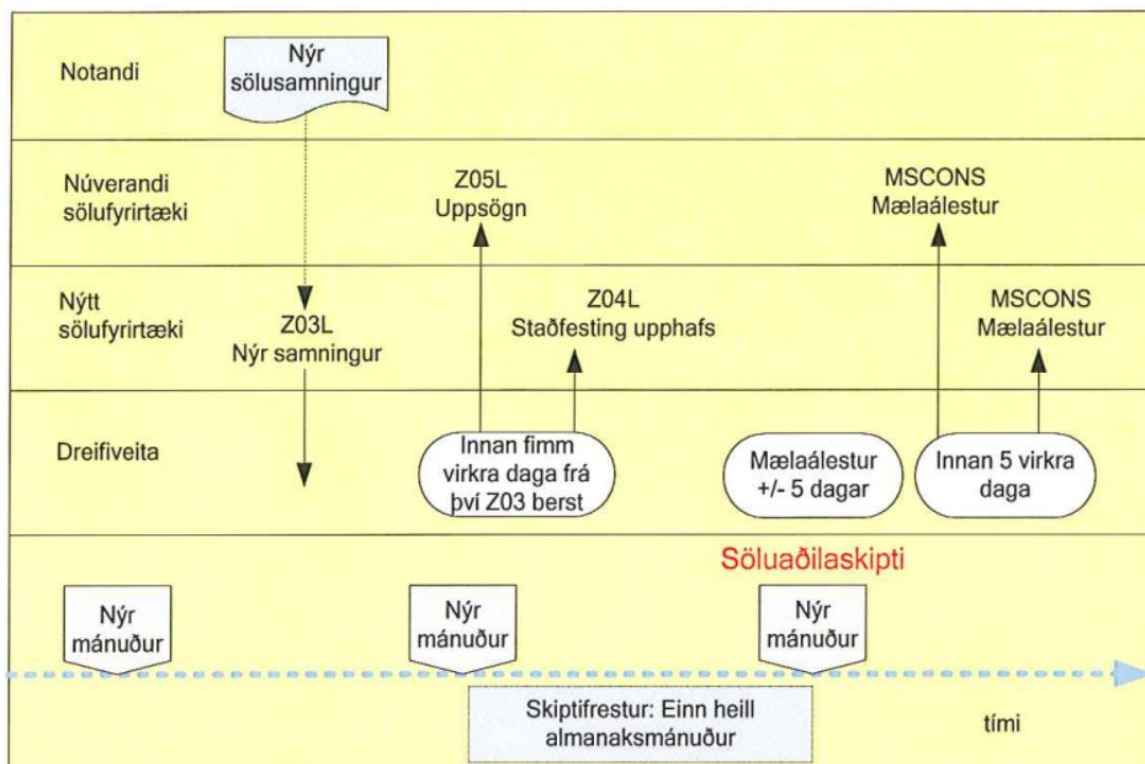 Notandi
Nýr
sölusamningur
Núverandi
sölufyrirtæki
Z05L
Uppsögn
MSCONS
Mælaálestur
Nýtt
sölufyrirtæki
Z03L
Nýr samningur
Z04L
Staðfesting upphafs
MSCONS
Mælaálestur
Dreifiveita
Innan fimm
virkra daga frá
því Z03 berst
Mælaálestur
+/- 5 dagar
Innan 5 virkra
daga
Söluaðilaskipti
Nýr
mánuður
Nýr
mánuður
Nýr
mánuður
Skiptifrestur: Einn heill
almanaksmánuður
tími